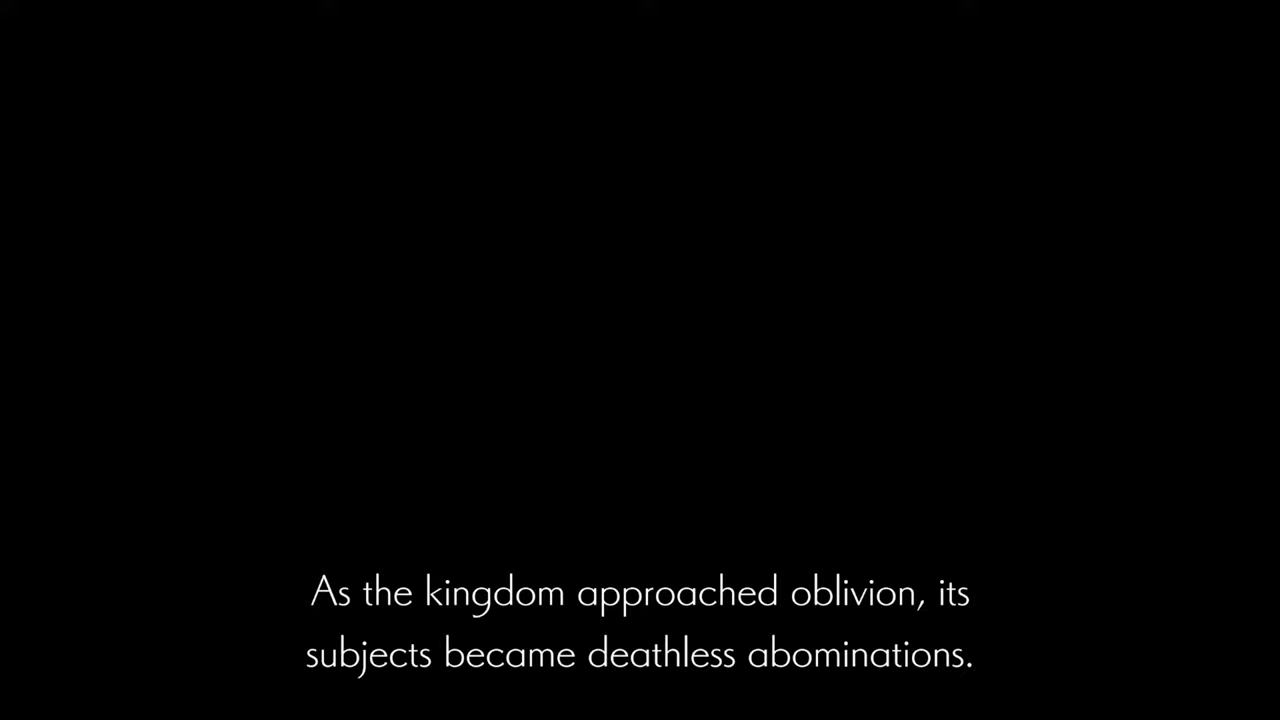 As the kingdom approached oblivion, its
subjects became deathless abominations.